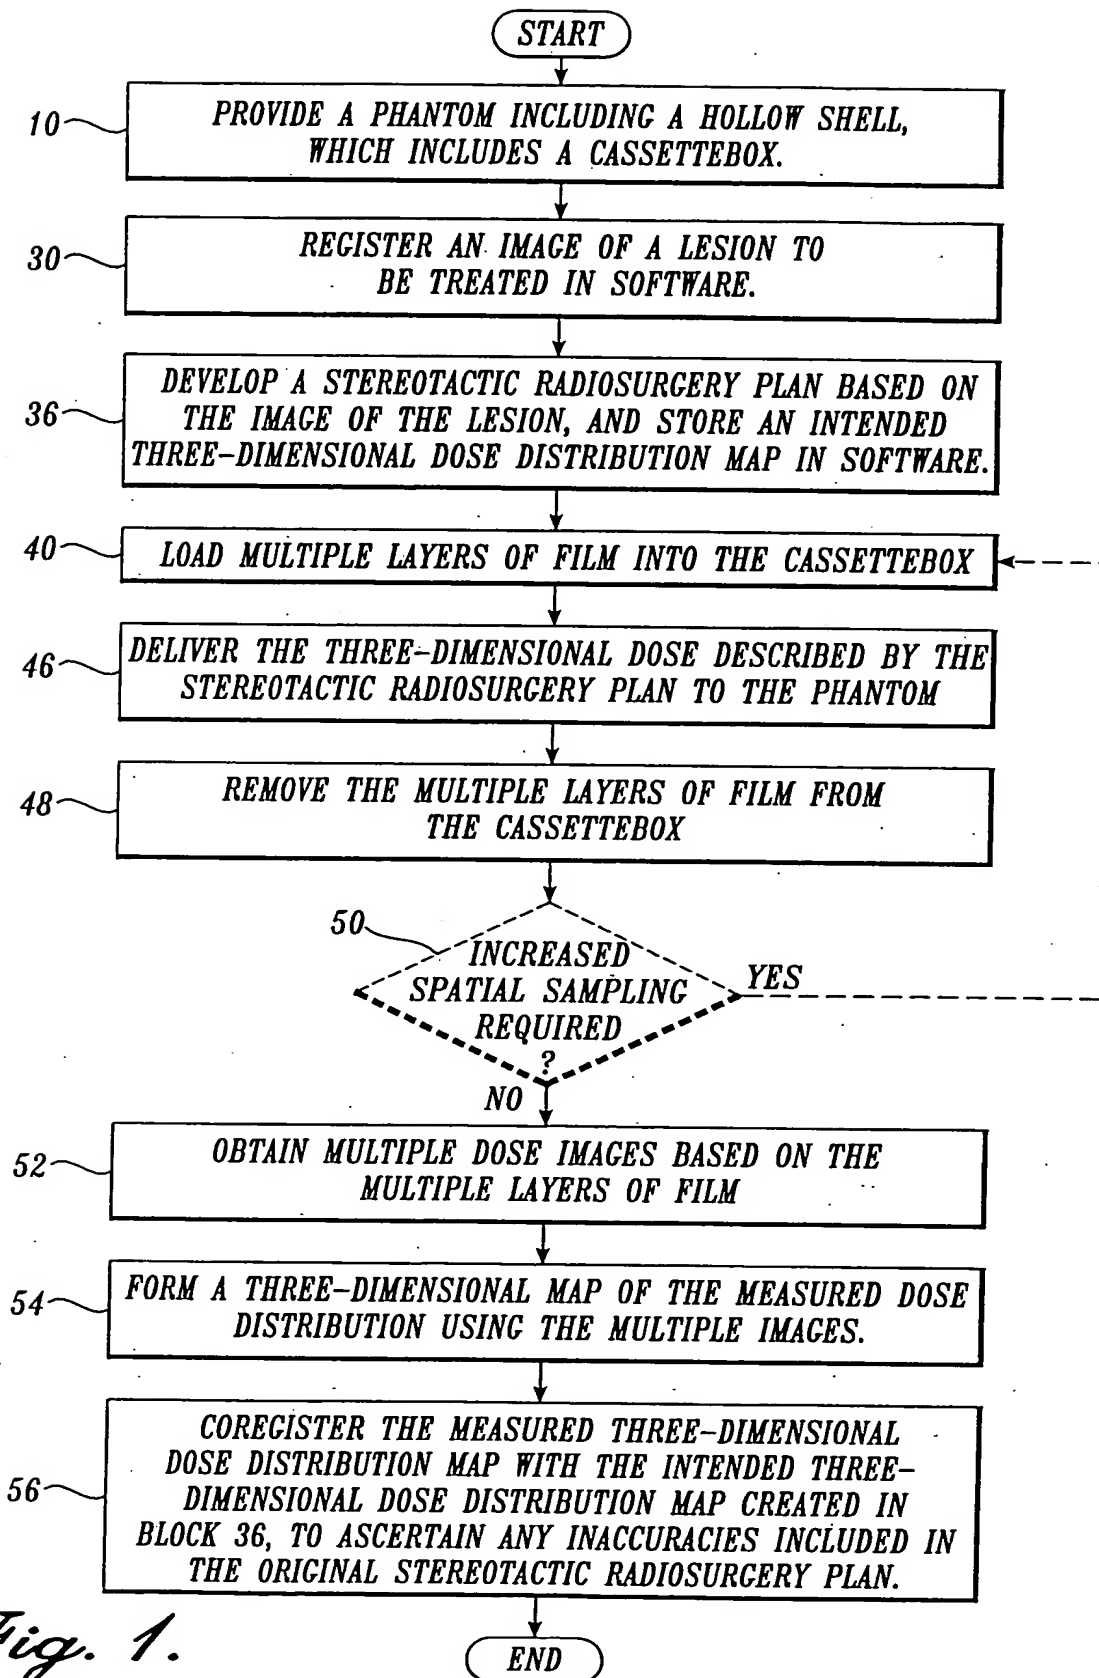 START
10
PROVIDE A PHANTOM INCLUDING A HOLLOW SHELL,
WHICH INCLUDES A CASSETTEBOX.
30
REGISTER AN IMAGE OF A LESION TO
BE TREATED IN SOFTWARE.
36
DEVELOP A STEREOTACTIC RADIOSURGERY PLAN BASED ON
THE IMAGE OF THE LESION, AND STORE AN INTENDED
THREE-DIMENSIONAL DOSE DISTRIBUTION MAP IN SOFTWARE.
40
LOAD MULTIPLE LAYERS OF FILM INTO THE CASSETTEBOX
46
DELIVER THE THREE-DIMENSIONAL DOSE DESCRIBED BY THE
STEREOTACTIC RADIOSURGERY PLAN TO THE PHANTOM
48
REMOVE THE MULTIPLE LAYERS OF FILM FROM
THE CASSETTEBOX
50
INCREASED
SPATIAL SAMPLING
REQUIRED
?
YES
NO
52
OBTAIN MULTIPLE DOSE IMAGES BASED ON THE
MULTIPLE LAYERS OF FILM
54
FORM A THREE-DIMENSIONAL MAP OF THE MEASURED DOSE
DISTRIBUTION USING THE MULTIPLE IMAGES.
56
COREGISTER THE MEASURED THREE-DIMENSIONAL
DOSE DISTRIBUTION MAP WITH THE INTENDED THREE-
DIMENSIONAL DOSE DISTRIBUTION MAP CREATED IN
BLOCK 36, TO ASCERTAIN ANY INACCURACIES INCLUDED IN
THE ORIGINAL STEREOTACTIC RADIOSURGERY PLAN.
END
Fig. 1.